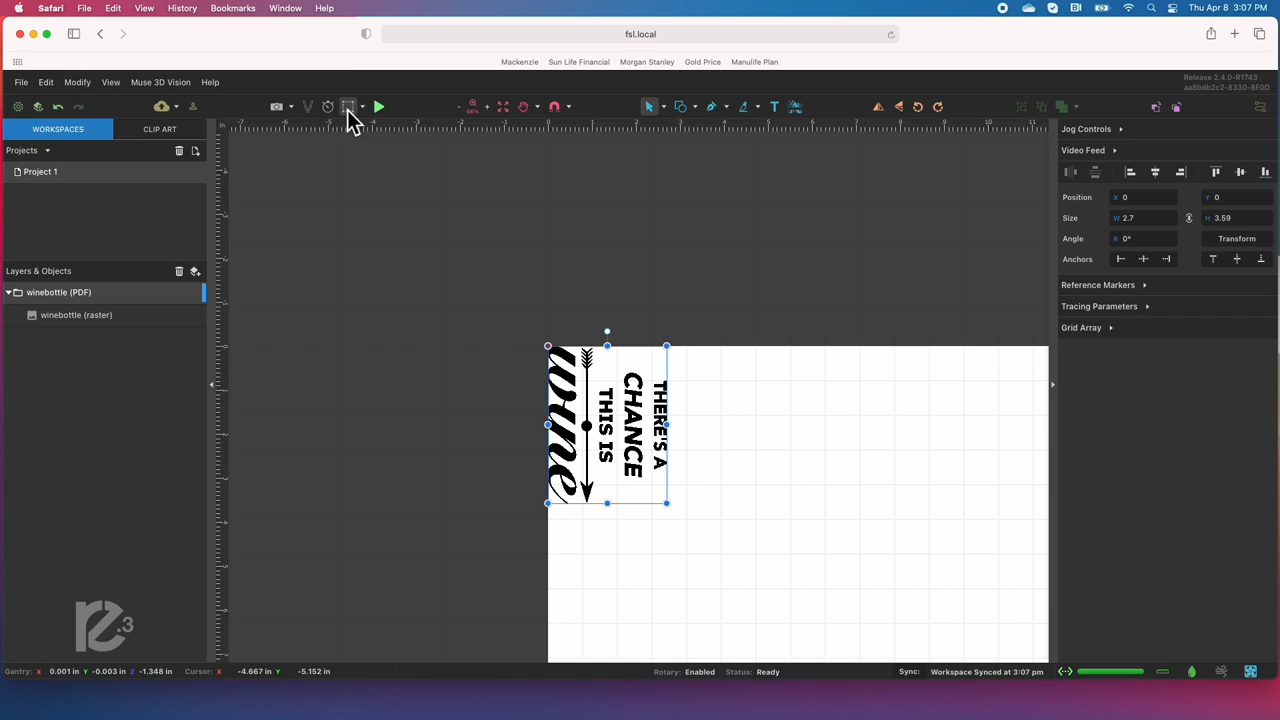 Safari File Edit View History Bookmarks Window Help Thu Apr 8 3:07 PM
fsl.local
Mackenzie Sun Life Financial Morgan Stanley Gold Price Manulife Plan
File Edit Modify View Muse 3D Vision Help
Release 2.4.0-R1743
aa8bdb2c2-8330-8F0D
WORKSPACES CLIP ART
Projects
Project 1
Layers & Objects
winebottle (PDF)
winebottle (raster)
Jog Controls
Video Feed
Position X 0 Y 0
Size W 2.7 H 3.59
Angle R 0° Transform
Anchors
Reference Markers
Tracing Parameters
Grid Array
THERE'S A
CHANCE
THIS IS
wine
re.3
Gantry: X 0.001 in Y -0.003 in Z -1.348 in Cursor: X -4.667 in Y -5.152 in Rotary: Enabled Status: Ready Sync: Workspace Synced at 3:07 pm